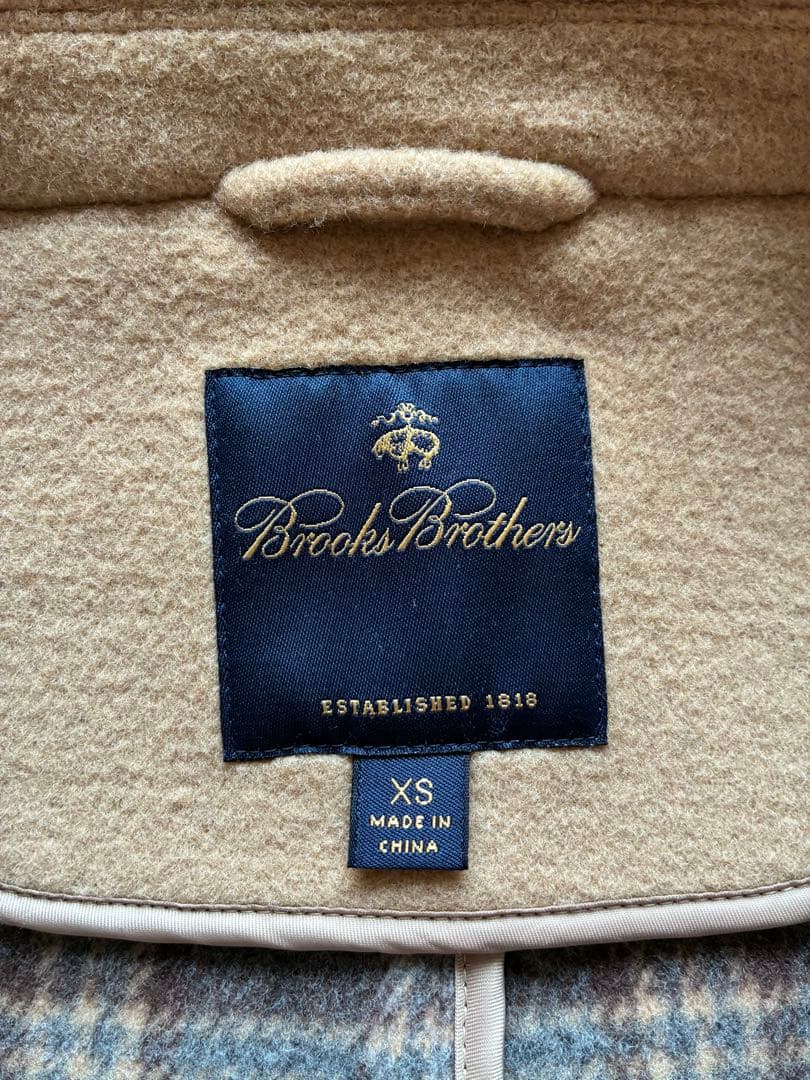 Brooks Brothers
ESTABLISHED 1818
XS
MADE IN
CHINA